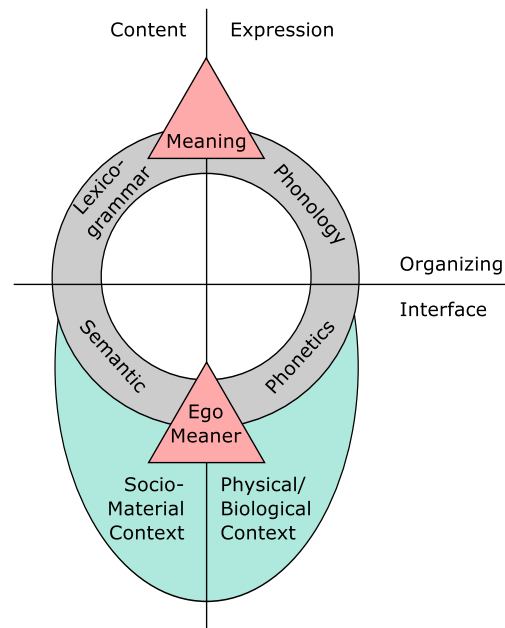 Content
Expression
Meaning
Lexico-
grammar
Phonology
Organizing
Interface
Semantic
Phonetics
Ego
Meaner
Socio-
Material
Context
Physical/
Biological
Context